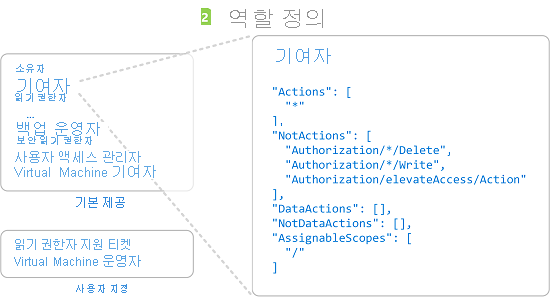 2 역할 정의
소유자
기여자
읽기 권한자
...
백업 운영자
보안 읽기 권한자
사용자 액세스 관리자
Virtual Machine 기여자
기본 제공
읽기 권한자 지원 티켓
Virtual Machine 운영자
사용자 지정
기여자
"Actions": [
"*"
],
"NotActions": [
"Authorization/*/Delete",
"Authorization/*/Write",
"Authorization/elevateAccess/Action"
],
"DataActions": [],
"NotDataActions": [],
"AssignableScopes": [
"/"
]